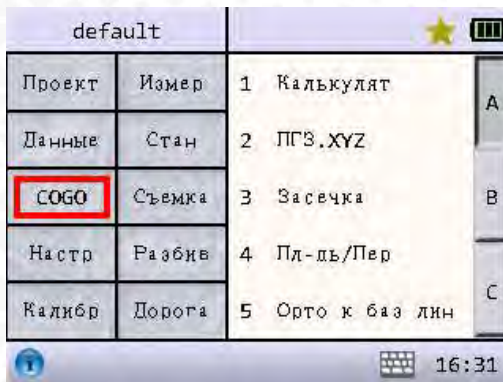 default
Проект Измер 1 Калькулят A
Данные Стан 2 ПГЗ.XYZ
COGO Съемка 3 Засечка B
Настр Разбив 4 Пл-дь/Пер
Калибр Дорога 5 Орто к баз лин C
16:31